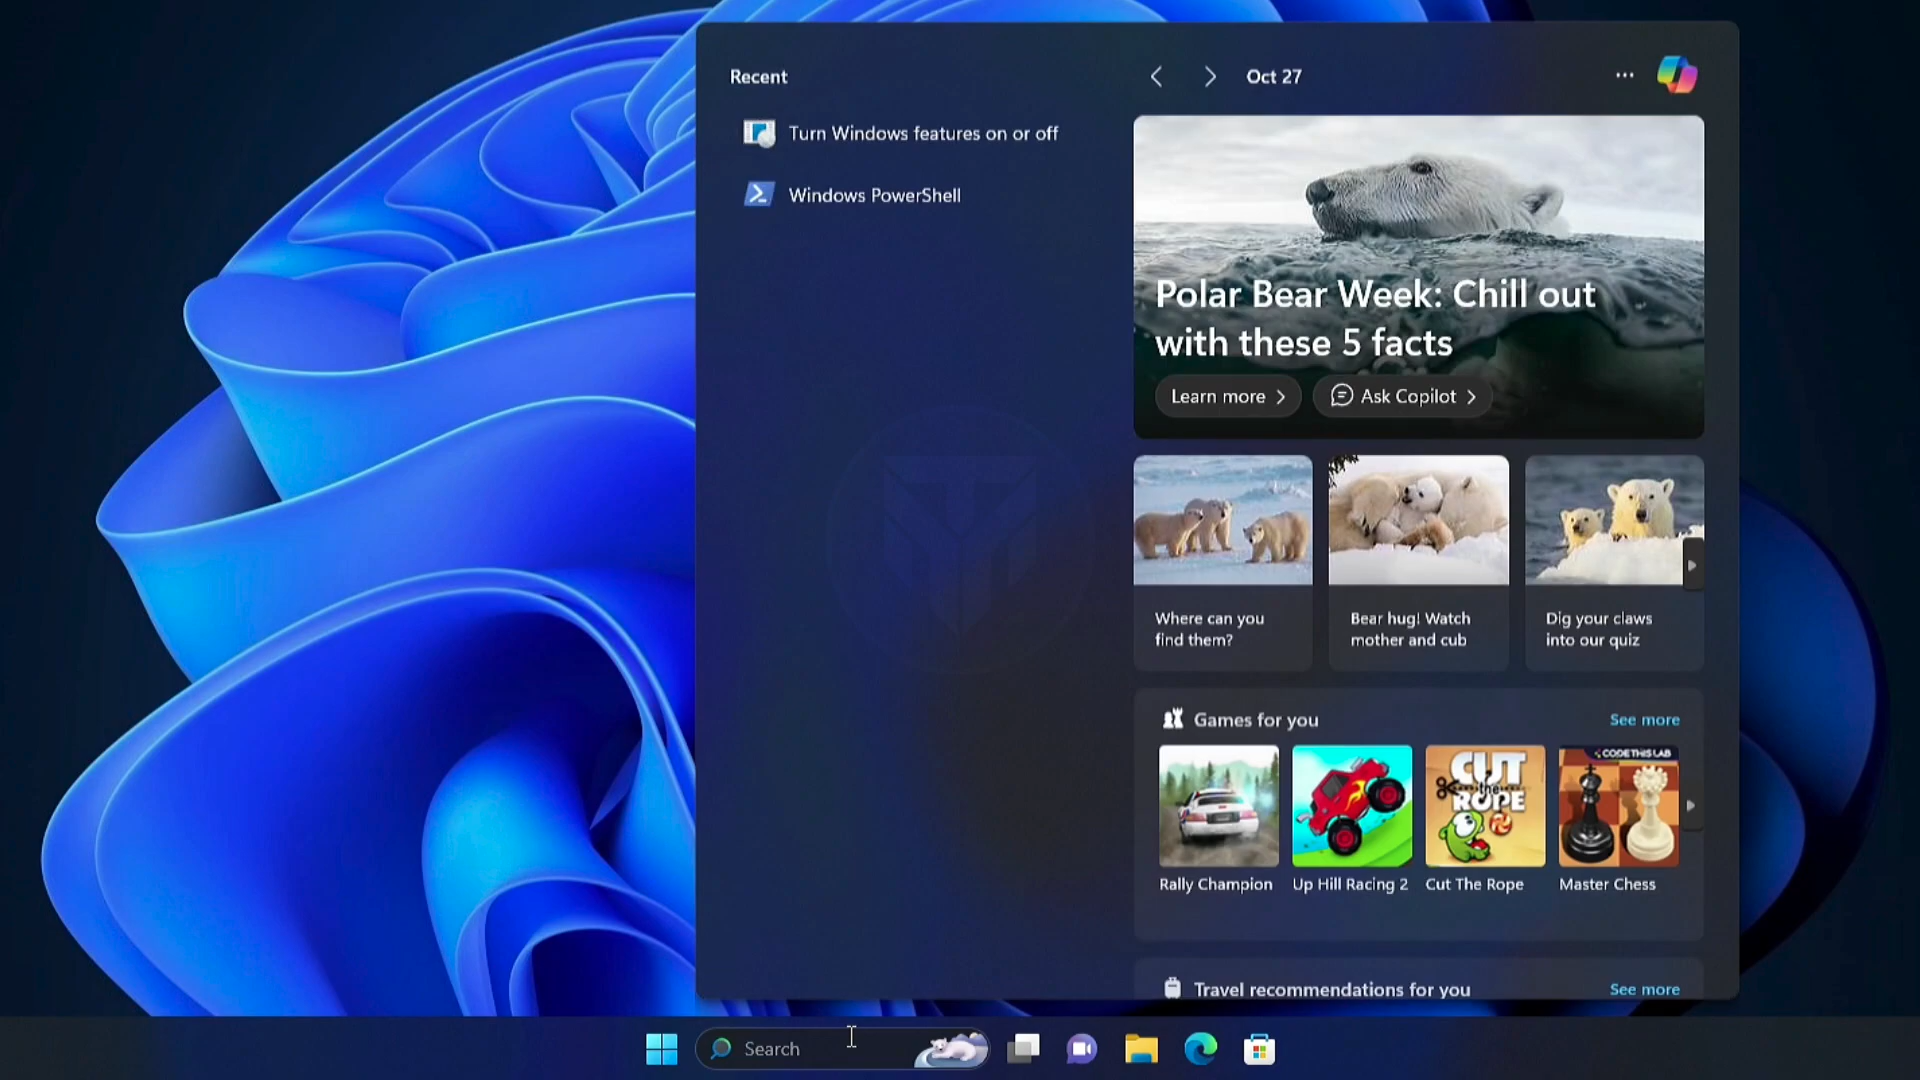 Recent
Turn Windows features on or off
Windows PowerShell
Oct 27
Polar Bear Week: Chill out
with these 5 facts
Learn more
Ask Copilot
Where can you
find them?
Bear hug! Watch
mother and cub
Dig your claws
into our quiz
Games for you
See more
CUT
the
ROPE
CODETHISLAB
Rally Champion
Up Hill Racing 2
Cut The Rope
Master Chess
Travel recommendations for you
See more
Search